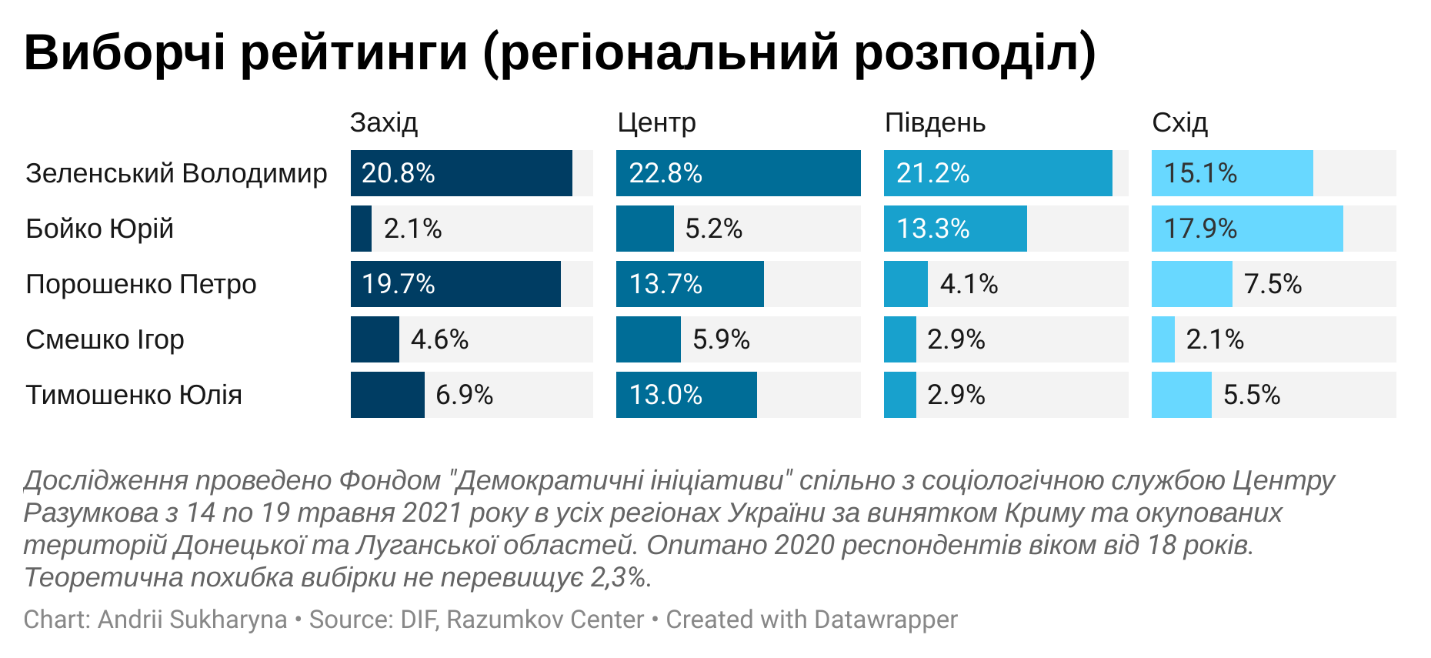 Виборчі рейтинги (регіональний розподіл)
Захід Центр Південь Схід
Зеленський Володимир 20.8% 22.8% 21.2% 15.1%
Бойко Юрій 2.1% 5.2% 13.3% 17.9%
Порошенко Петро 19.7% 13.7% 4.1% 7.5%
Смешко Ігор 4.6% 5.9% 2.9% 2.1%
Тимошенко Юлія 6.9% 13.0% 2.9% 5.5%
Дослідження проведено Фондом "Демократичні ініціативи" спільно з соціологічною службою Центру
Разумкова з 14 по 19 травня 2021 року в усіх регіонах України за винятком Криму та окупованих
територій Донецької та Луганської областей. Опитано 2020 респондентів віком від 18 років.
Теоретична похибка вибірки не перевищує 2,3%.
Chart: Andrii Sukharyna • Source: DIF, Razumkov Center • Created with Datawrapper